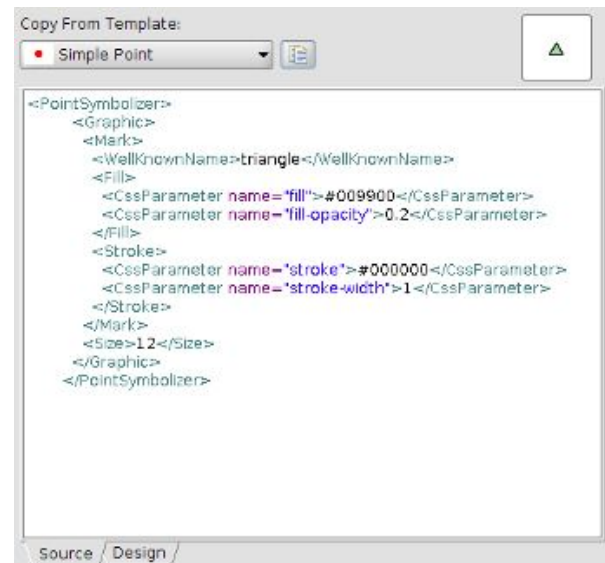 Copy From Template:
Simple Point
<PointSymbolizer>
<Graphic>
<Mark>
<WellKnownName>triangle</WellKnownName>
<Fill>
<CssParameter name="fill">#009900</CssParameter>
<CssParameter name="fill-opacity">0.2</CssParameter>
</Fill>
<Stroke>
<CssParameter name="stroke">#000000</CssParameter>
<CssParameter name="stroke-width">1</CssParameter>
</Stroke>
</Mark>
<Size>12</Size>
</Graphic>
</PointSymbolizer>
Source / Design /